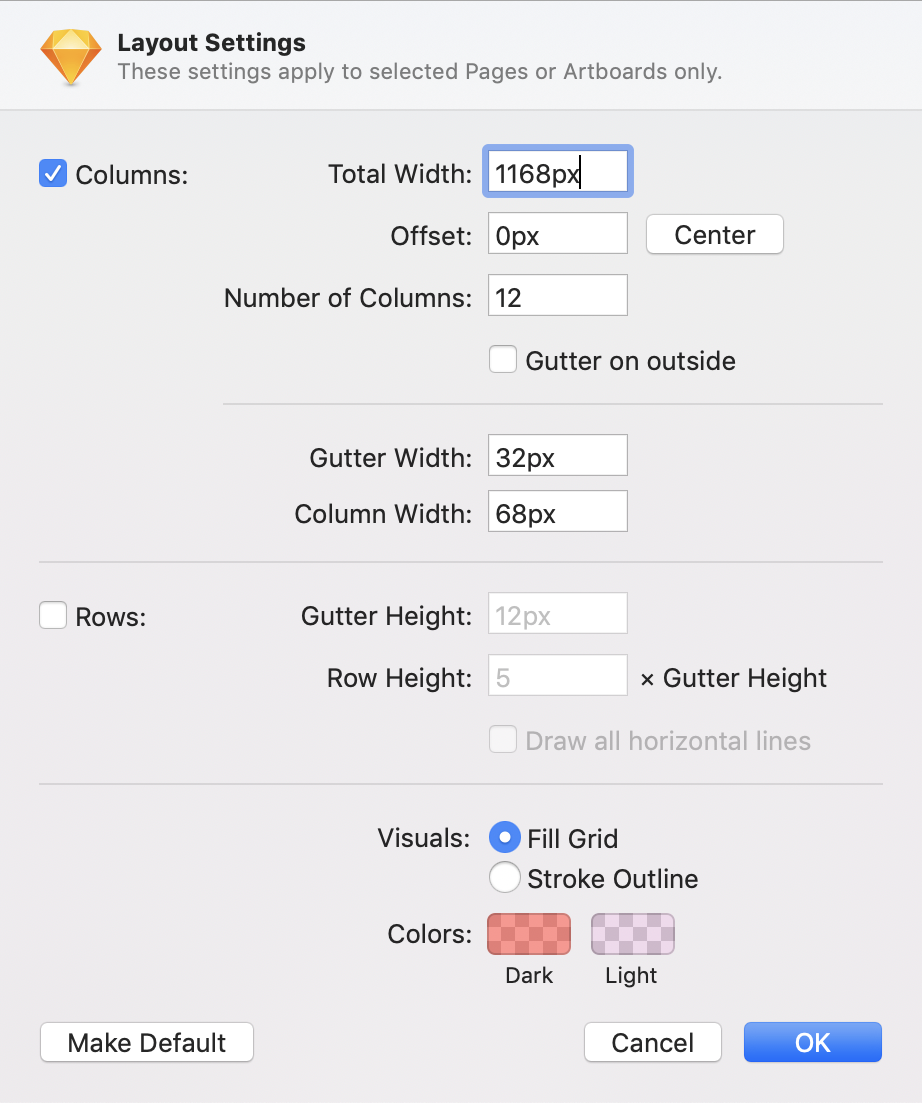 Layout Settings
These settings apply to selected Pages or Artboards only.
Columns: Total Width: 1168px
Offset: 0px Center
Number of Columns: 12
Gutter on outside
Gutter Width: 32px
Column Width: 68px
Rows: Gutter Height: 12px
Row Height: 5 × Gutter Height
Draw all horizontal lines
Visuals: Fill Grid
Stroke Outline
Colors:
Dark Light
Make Default Cancel OK